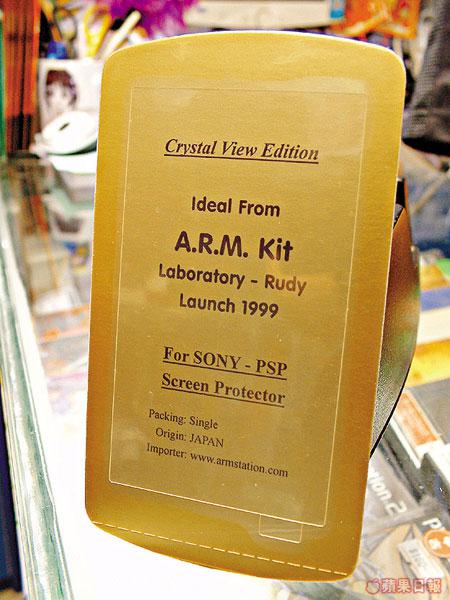 Crystal View Edition
Ideal From
A.R.M. Kit
Laboratory - Rudy
Launch 1999
For SONY - PSP
Screen Protector
Packing: Single
Origin: JAPAN
Importer: www.armstation.com
蘋果日報